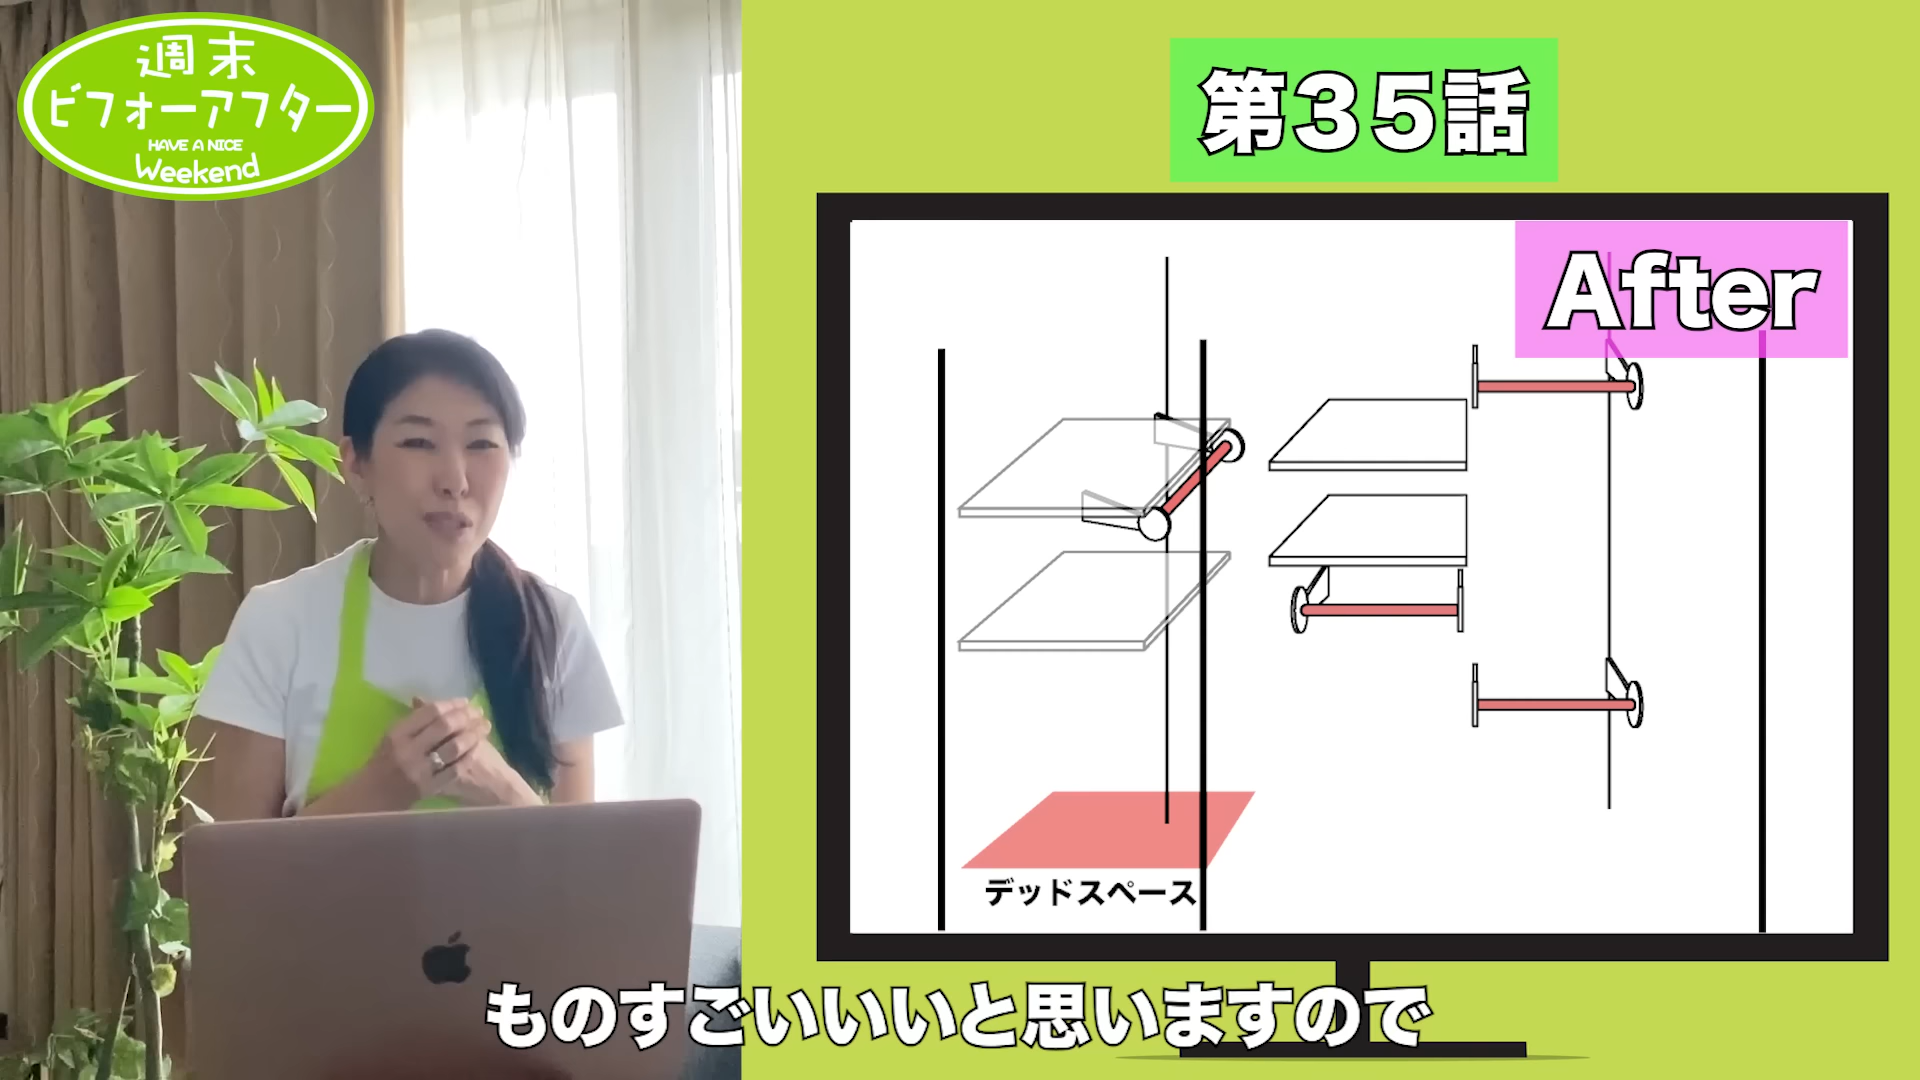 週末
ビフォーアフター
HAVE A NICE
Weekend
第35話
After
デッドスペース
ものすごいいいと思いますので